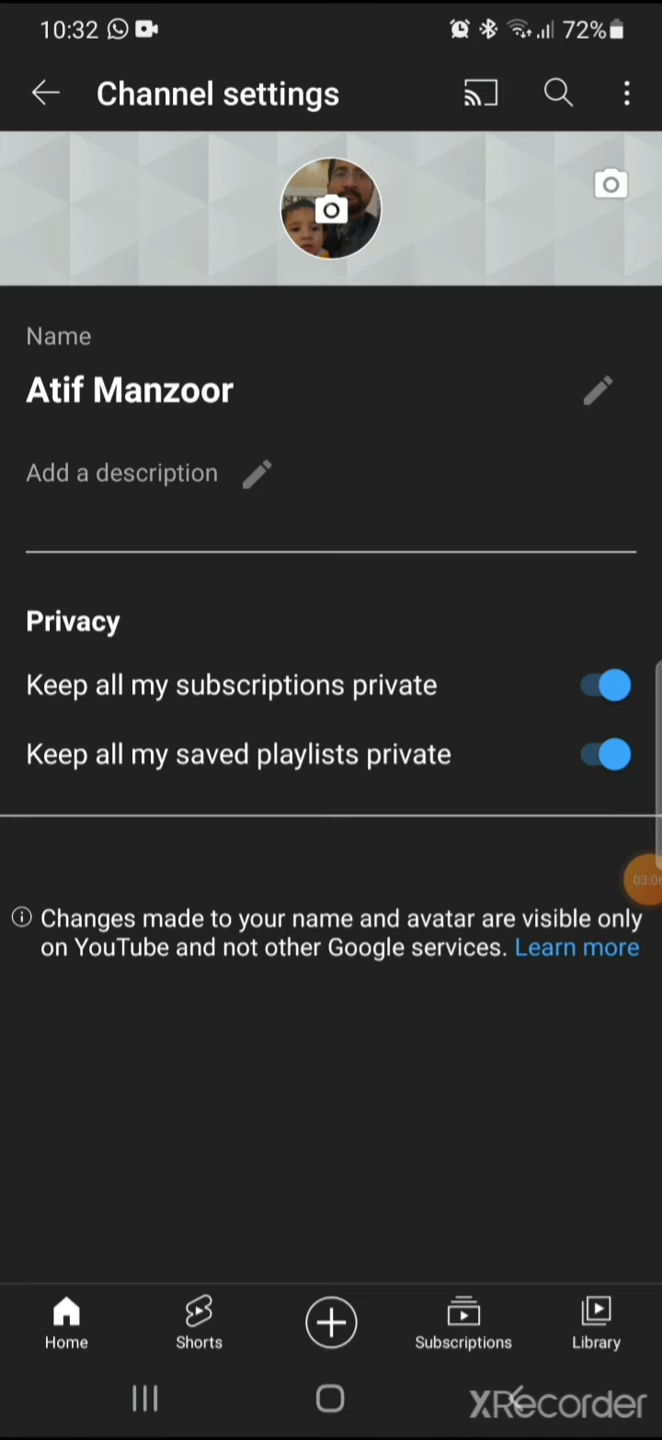 10:32
72%
Channel settings
Name
Atif Manzoor
Add a description
Privacy
Keep all my subscriptions private
Keep all my saved playlists private
Changes made to your name and avatar are visible only
on YouTube and not other Google services. Learn more
Home
Shorts
Subscriptions
Library
XRecorder